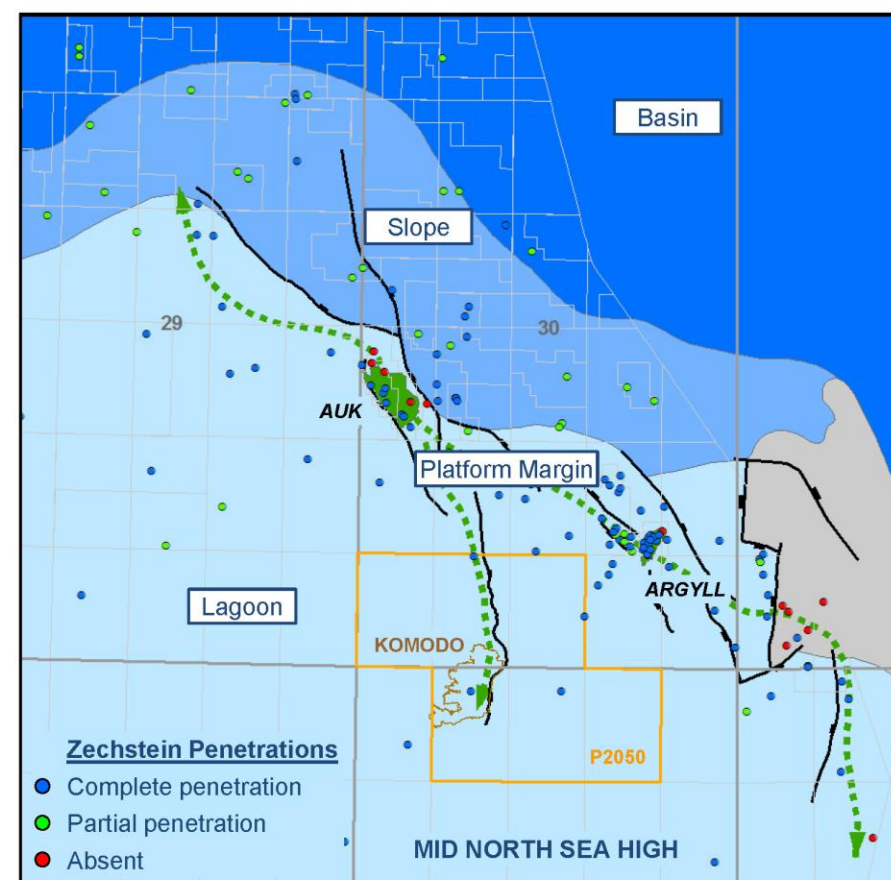 Basin
Slope
29
30
AUK
Platform Margin
ARGYLL
Lagoon
KOMODO
P2050
Zechstein Penetrations
Complete penetration
Partial penetration
Absent
MID NORTH SEA HIGH